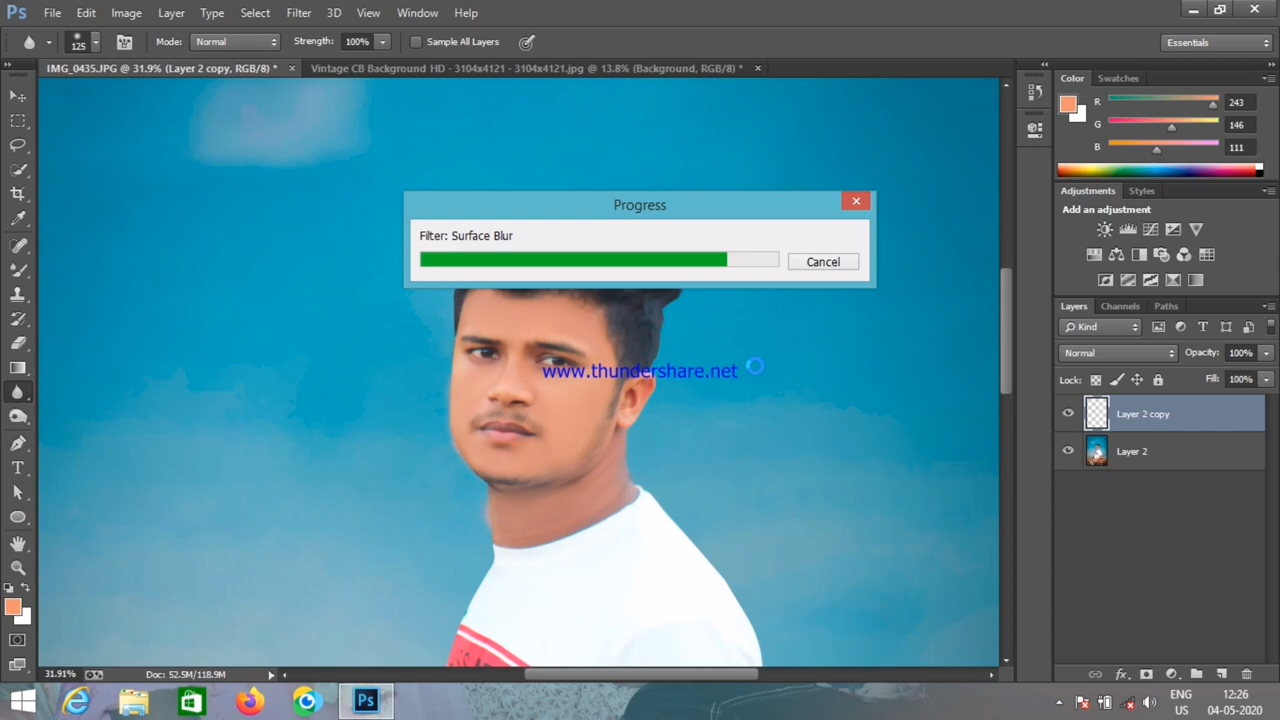 Ps File Edit Image Layer Type Select Filter 3D View Window Help
125 Mode: Normal Strength: 100% Sample All Layers Essentials
IMG_0435.JPG @ 31.9% (Layer 2 copy, RGB/8) * Vintage CB Background HD - 3104x4121 - 3104x4121.jpg @ 13.8% (Background, RGB/8) *
Color Swatches
R 243
G 146
B 111
Adjustments Styles
Add an adjustment
Progress
Filter: Surface Blur
Cancel
Layers Channels Paths
Kind
Normal Opacity: 100%
Lock: Fill: 100%
Layer 2 copy
Layer 2
www.thundershare.net
31.91% Doc: 52.5M/118.9M
Ps
ENG 12:26
US 04-05-2020